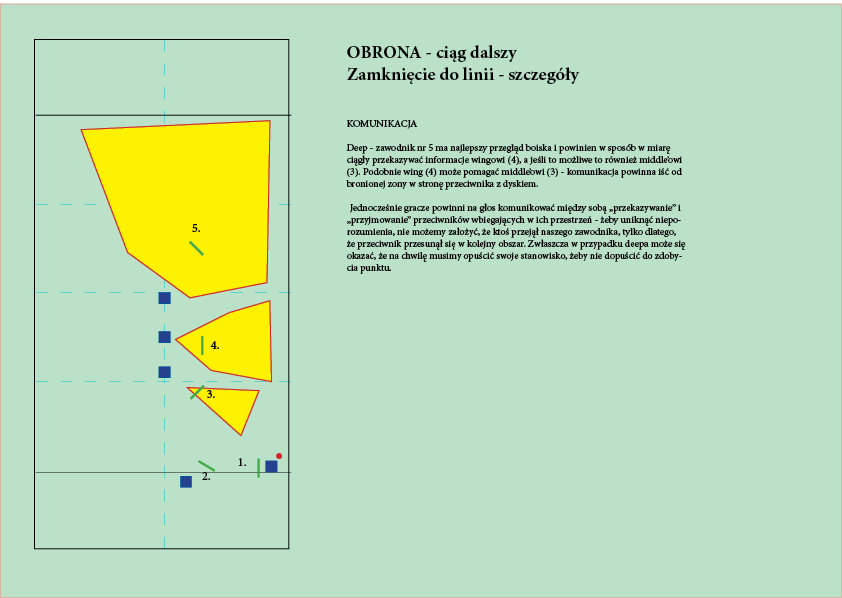 OBRONA - ciąg dalszy
Zamknięcie do linii - szczegóły
KOMUNIKACJA
Deep - zawodnik nr 5 ma najlepszy przegląd boiska i powinien w sposób w miarę
ciągły przekazywać informacje wingowi (4), a jeśli to możliwe to również middle'owi
(3). Podobnie wing (4) może pomagać middle'owi (3) - komunikacja powinna iść od
bronionej zony w stronę przeciwnika z dyskiem.
Jednocześnie gracze powinni na głos komunikować między sobą „przekazywanie” i
„przyjmowanie” przeciwników wbiegających w ich przestrzeń - żeby uniknąć niepo-
rozumienia, nie możemy założyć, że ktoś przejął naszego zawodnika, tylko dlatego,
że przeciwnik przesunął się w kolejny obszar. Zwłaszcza w przypadku deepa może się
okazać, że na chwilę musimy opuścić swoje stanowisko, żeby nie dopuścić do zdoby-
cia punktu.
5.
4.
3.
1.
2.